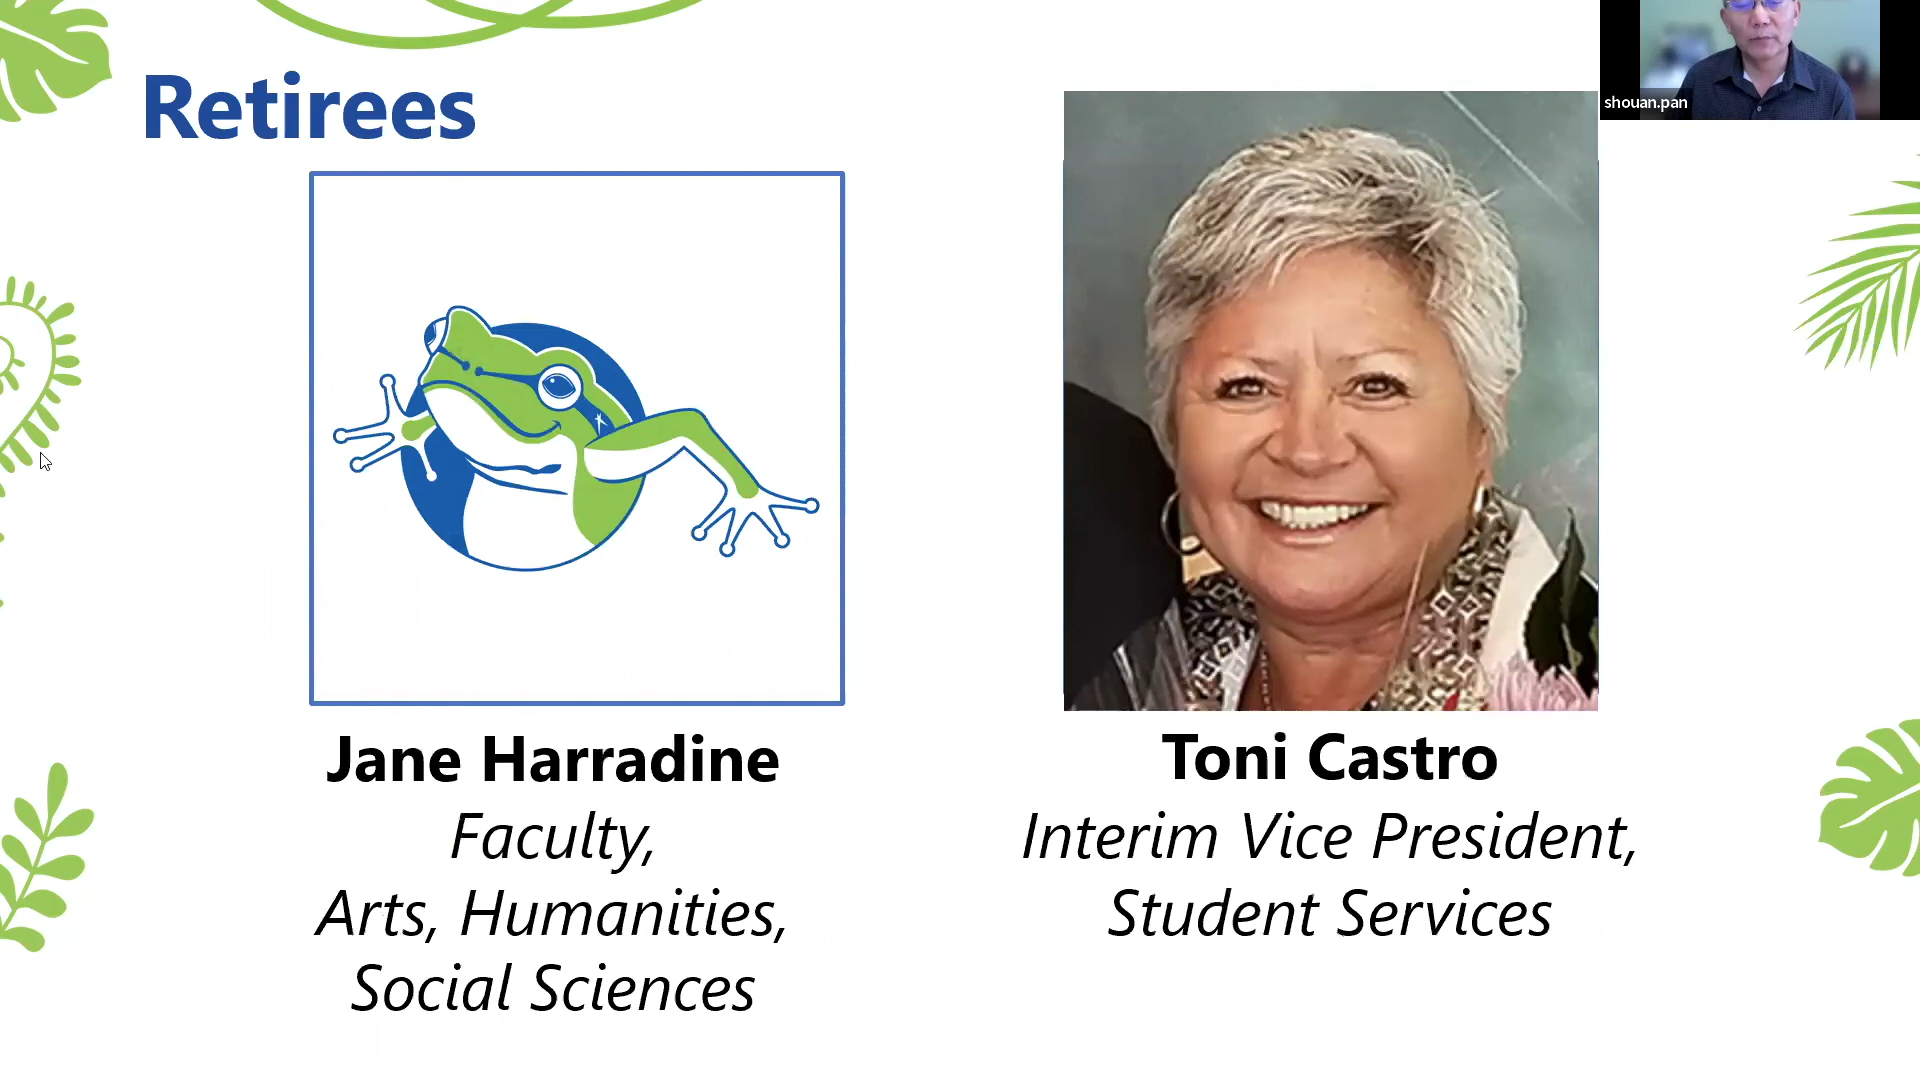 Retirees
shouan.pan
Jane Harradine
Faculty,
Arts, Humanities,
Social Sciences
Toni Castro
Interim Vice President,
Student Services